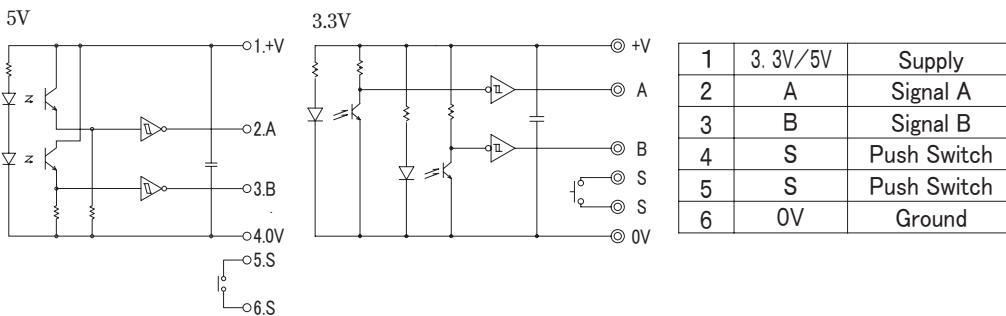 5V
1.+V
2.A
3.B
4.0V
5.S
6.S
3.3V
+V
A
B
S
S
0V
1 3.3V/5V Supply
2 A Signal A
3 B Signal B
4 S Push Switch
5 S Push Switch
6 0V Ground